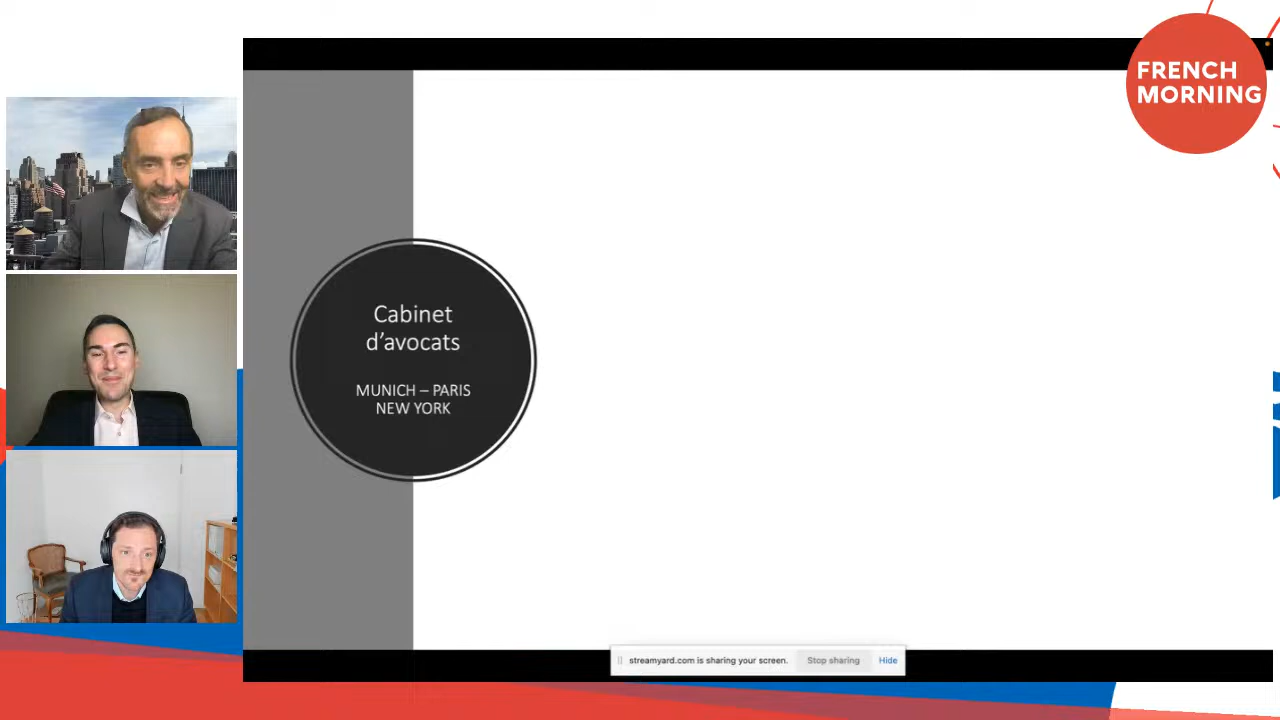 FRENCH
MORNING
Cabinet
d'avocats
MUNICH – PARIS
NEW YORK
streamyard.com is sharing your screen.
Stop sharing
Hide